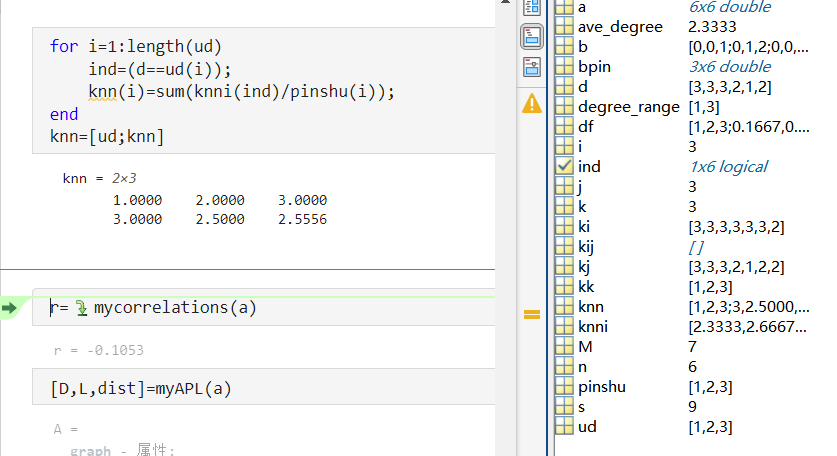 for i=1:length(ud)
ind=(d==ud(i));
knn(i)=sum(knni(ind)/pinshu(i));
end
knn=[ud;knn]
knn = 2×3
1.0000 2.0000 3.0000
3.0000 2.5000 2.5556
r= mycorrelations(a)
r = -0.1053
[D,L,dist]=myAPL(a)
A =
graph - 属性:
a 6x6 double
ave_degree 2.3333
b [0,0,1;0,1,2;0,0,...
bpin 3x6 double
d [3,3,3,2,1,2]
degree_range [1,3]
df [1,2,3;0.1667,0....
i 3
ind 1x6 logical
j 3
k 3
ki [3,3,3,3,3,3,2]
kij []
kj [3,3,3,2,1,2,2]
kk [1,2,3]
knn [1,2,3;3,2.5000,...
knni [2.3333,2.6667...
M 7
n 6
pinshu [1,2,3]
s 9
ud [1,2,3]